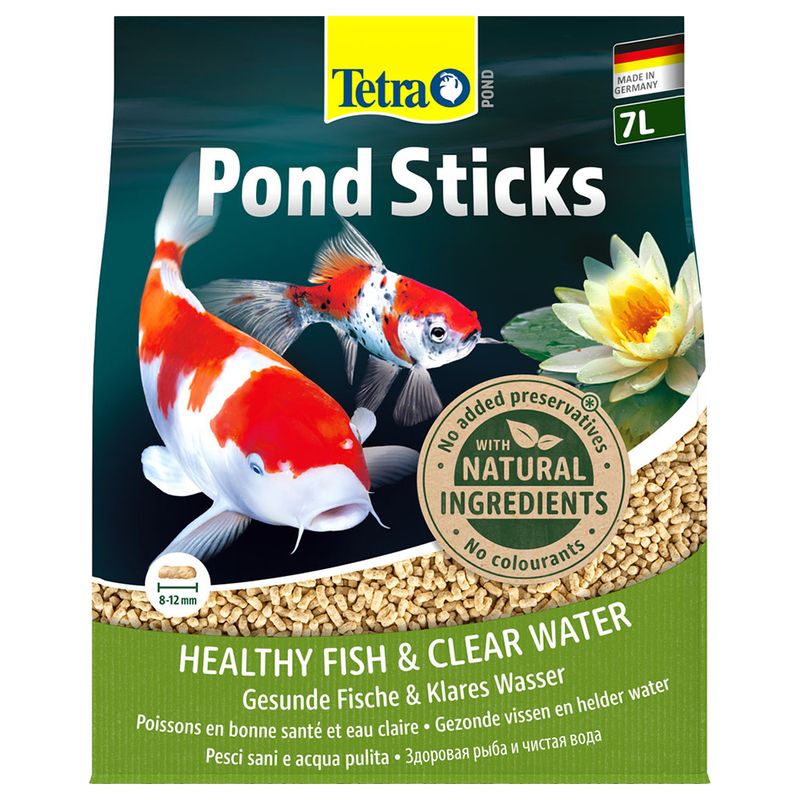 Tetra
POND
MADE IN
GERMANY
7L
Pond Sticks
No added preservatives*
WITH
NATURAL
INGREDIENTS
No colourants
8-12 mm
HEALTHY FISH & CLEAR WATER
Gesunde Fische & Klares Wasser
Poissons en bonne santé et eau claire • Gezonde vissen en helder water
Pesci sani e acqua pulita • Здоровая рыба и чистая вода